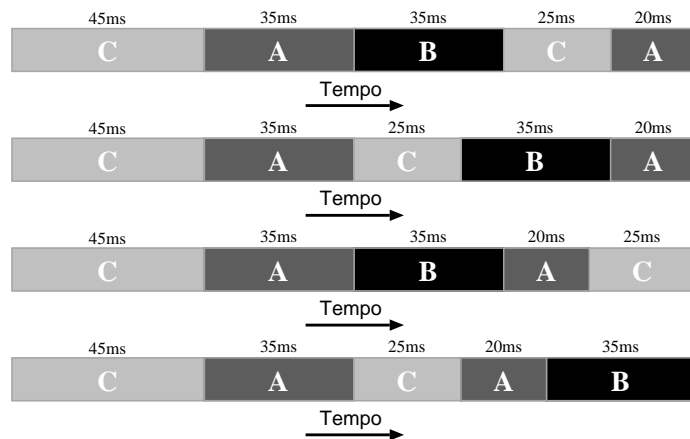 45ms 35ms 35ms 25ms 20ms
C A B C A
Tempo
45ms 35ms 25ms 35ms 20ms
C A C B A
Tempo
45ms 35ms 35ms 20ms 25ms
C A B A C
Tempo
45ms 35ms 25ms 20ms 35ms
C A C A B
Tempo